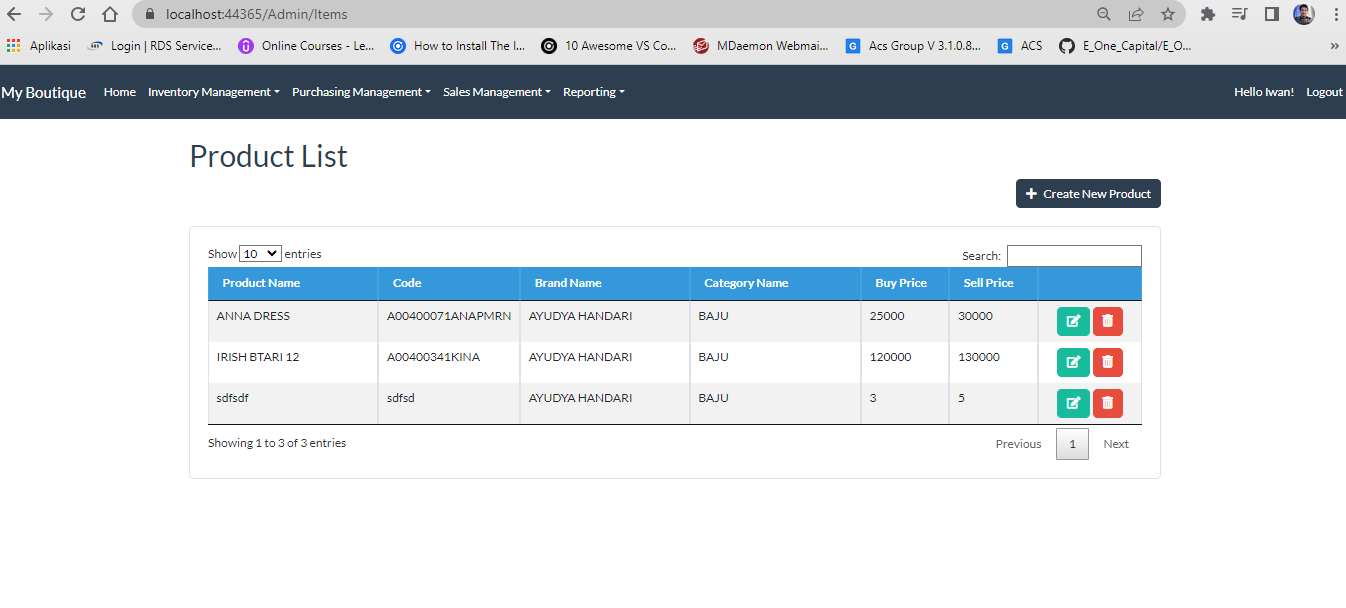 localhost:44365/Admin/Items
Aplikasi Login | RDS Service... Online Courses - Le... How to Install The I... 10 Awesome VS Co... MDaemon Webmai... G Acs Group V 3.1.0.8... G ACS E_One_Capital/E_O... »
My Boutique Home Inventory Management Purchasing Management Sales Management Reporting Hello Iwan! Logout
Product List
+ Create New Product
Show 10 entries Search:
Product Name Code Brand Name Category Name Buy Price Sell Price
ANNA DRESS A00400071ANAPMRN AYUDYA HANDARI BAJU 25000 30000
IRISH BTARI 12 A00400341KINA AYUDYA HANDARI BAJU 120000 130000
sdfsdf sdfsd AYUDYA HANDARI BAJU 3 5
Showing 1 to 3 of 3 entries Previous 1 Next